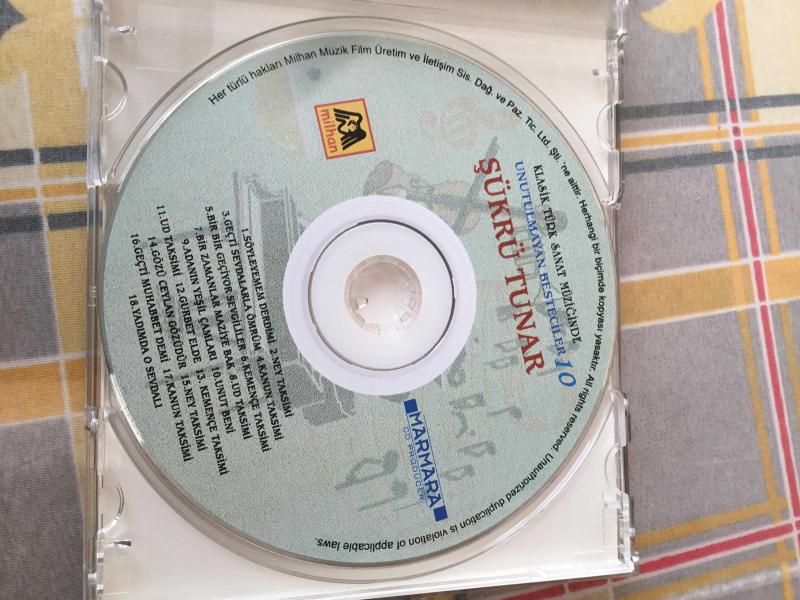 Her türlü hakları Milhan Müzik Film Üretim ve İletişim Sis. Dağ. ve Paz. Tic. Ltd. Şti. 'ne aittir. Herhangi bir biçimde kopyası yasaktır. All rights reserved. Unauthorized duplication is violation of applicable laws.
milhan
KLASİK TÜRK SANAT MÜZİĞİNDE
UNUTULMAYAN BESTECİLER 10
ŞÜKRÜ TUNAR
MARMARA
CD PRODUCER
1.SÖYLEYEMEM DERDİMİ 2.NEY TAKSİMİ
3.GEÇTİ SEVDALARLA ÖMRÜM 4.KANUN TAKSİMİ
5.BİR BİR GEÇİYOR SEVGİLİLER 6.KEMENÇE TAKSİMİ
7.BİR ZAMANLAR MAZİYE BAK 8.UD TAKSİMİ
9.ADANIN YEŞİL ÇAMLARI 10.UNUT BENİ
11.UD TAKSİMİ 12.GURBET ELDE 13. KEMENÇE TAKSİMİ
14.GÖZÜ CEYLAN GÖZÜDÜR 15.NEY TAKSİMİ
16.GEÇTİ MUHABBET DEMİ 17.KANUN TAKSİMİ
18.YADIMDA O SEVDALI